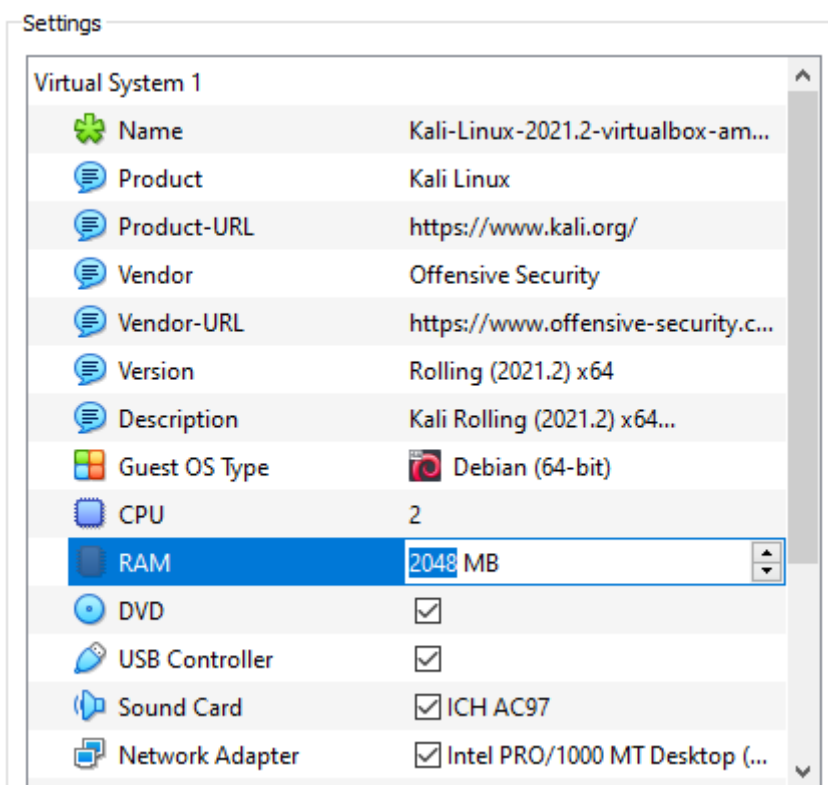 Settings
Virtual System 1
Name Kali-Linux-2021.2-virtualbox-am...
Product Kali Linux
Product-URL https://www.kali.org/
Vendor Offensive Security
Vendor-URL https://www.offensive-security.c...
Version Rolling (2021.2) x64
Description Kali Rolling (2021.2) x64...
Guest OS Type Debian (64-bit)
CPU 2
RAM 2048 MB
DVD
USB Controller
Sound Card ICH AC97
Network Adapter Intel PRO/1000 MT Desktop (...